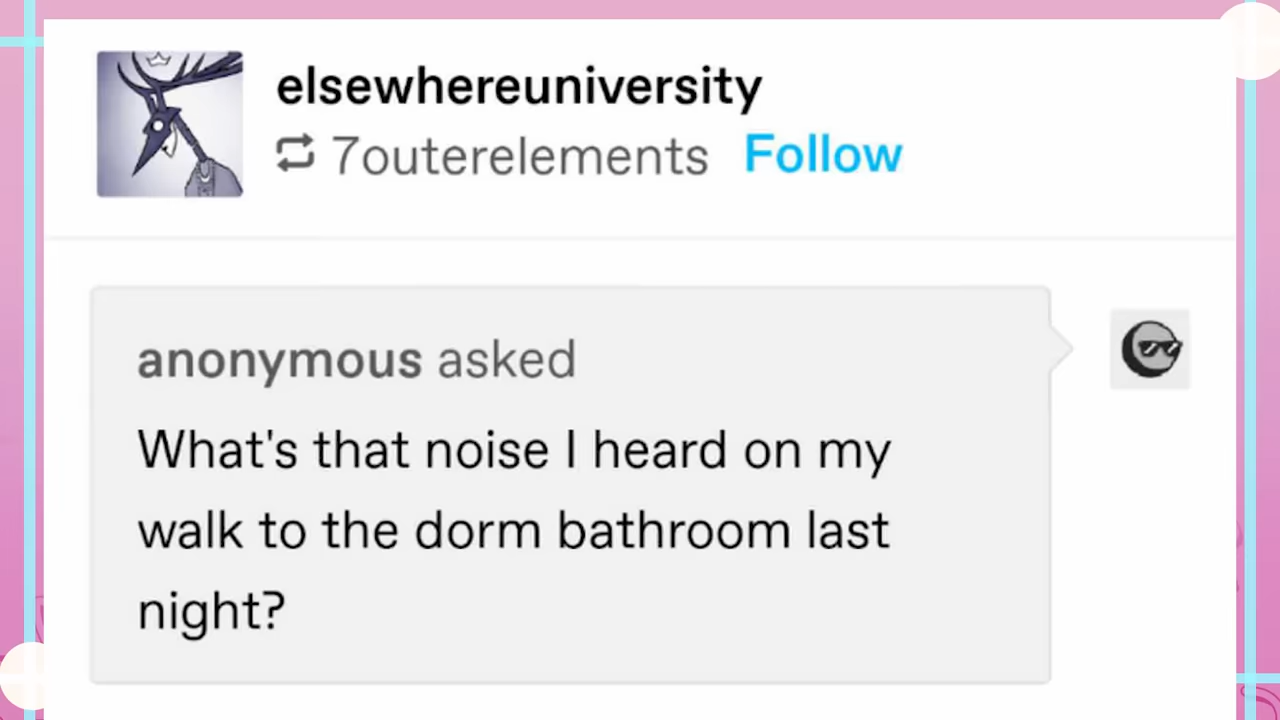 elsewhereuniversity
7outerelements Follow
anonymous asked
What's that noise I heard on my
walk to the dorm bathroom last
night?